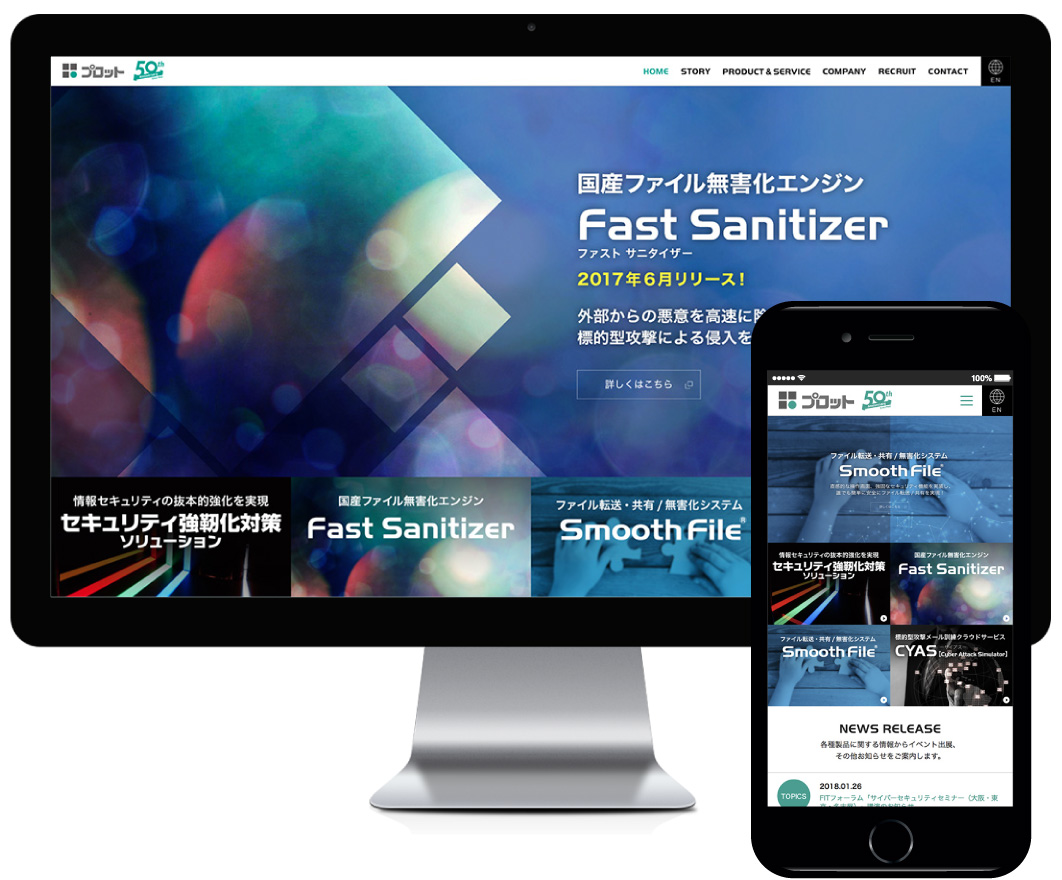 プロット 50th
HOME STORY PRODUCT & SERVICE COMPANY RECRUIT CONTACT
EN
国産ファイル無害化エンジン
Fast Sanitizer
ファスト サニタイザー
2017年6月リリース！
外部からの悪意を高速に
標的型攻撃による侵入を
詳しくはこちら
情報セキュリティの抜本的強化を実現
セキュリティ強靭化対策
ソリューション
国産ファイル無害化エンジン
Fast Sanitizer
ファイル転送・共有 / 無害化システム
Smooth File®
100%
プロット 50th
EN
ファイル転送・共有 / 無害化システム
Smooth File®
情報セキュリティの抜本的強化を実現
セキュリティ強靭化対策
ソリューション
国産ファイル無害化エンジン
Fast Sanitizer
ファイル転送・共有 / 無害化システム
Smooth File®
標的型攻撃メール訓練クラウドサービス
CYAS [Cyber Attack Simulator]
NEWS RELEASE
各種製品に関する情報からイベント出展、
その他お知らせをご案内します。
TOPICS
2018.01.26
FITフォーラム「サイバーセキュリティセミナー（大阪・東